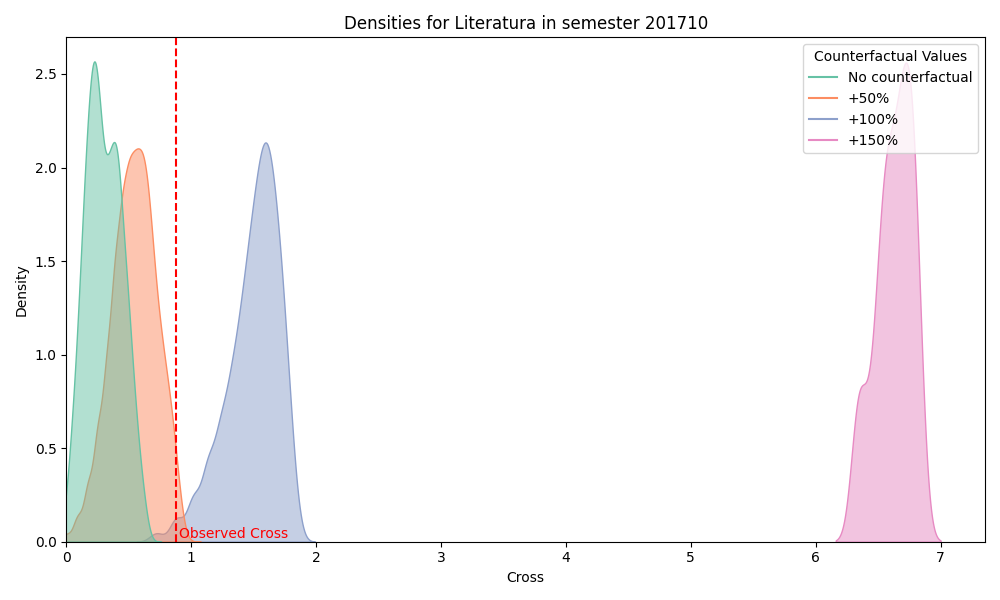 Densities for Literatura in semester 201710
Counterfactual Values
No counterfactual
+50%
+100%
+150%
Density
2.5
2.0
1.5
1.0
0.5
0.0
Observed Cross
0 1 2 3 4 5 6 7
Cross